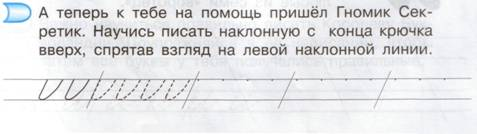 А теперь к тебе на помощь пришёл Гномик Сек-
ретик. Научись писать наклонную с конца крючка
вверх, спрятав взгляд на левой наклонной линии.